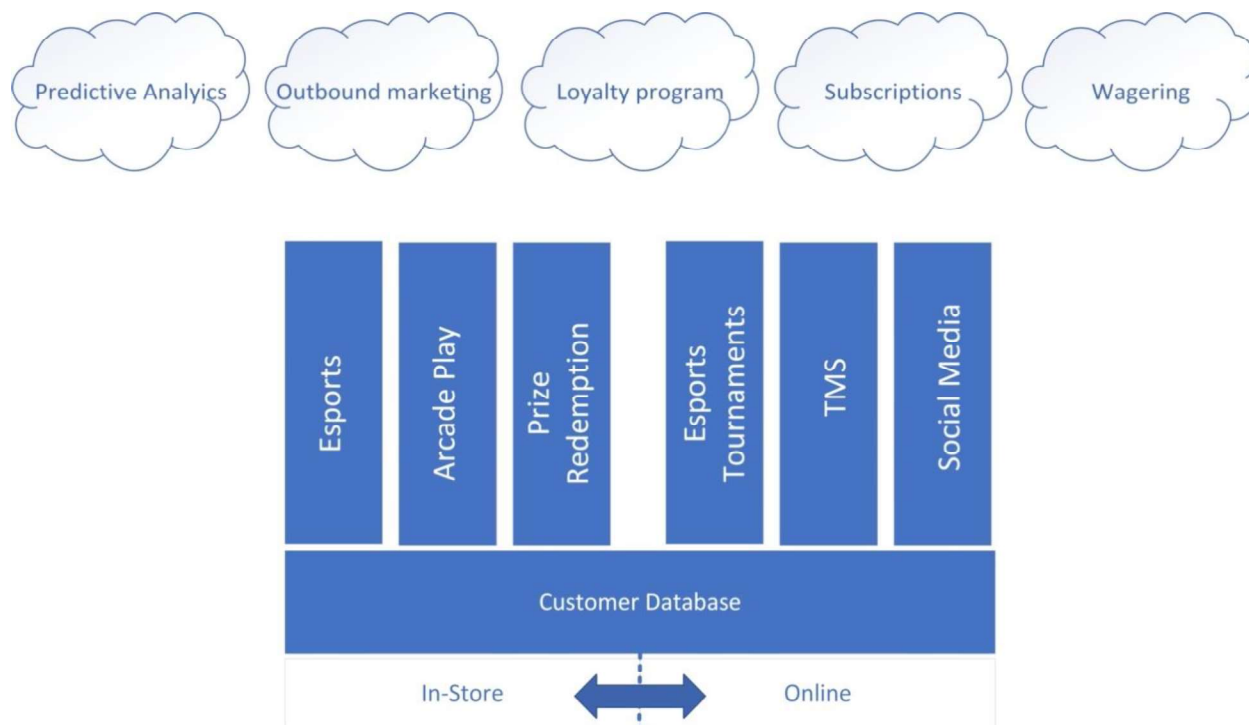 Predictive Analyics
Outbound marketing
Loyalty program
Subscriptions
Wagering
Esports
Arcade Play
Prize
Redemption
Esports
Tournaments
TMS
Social Media
Customer Database
In-Store
Online